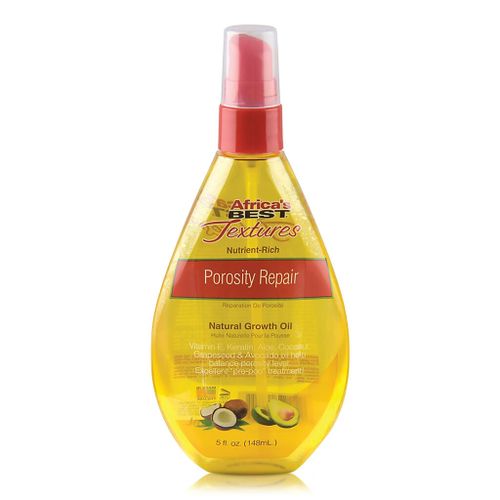 Africa's
BEST
Textures
Nutrient-Rich
Porosity Repair
Réparation De Porosité
Natural Growth Oil
Huile Naturelle Pour la Pousse
Vitamin E, Keratin, Aloe, Coconut,
Grapeseed & Avocado oil help
balance porosity level.
Excellent "pre-poo" treatment!
5 fl. oz. (148mL.)